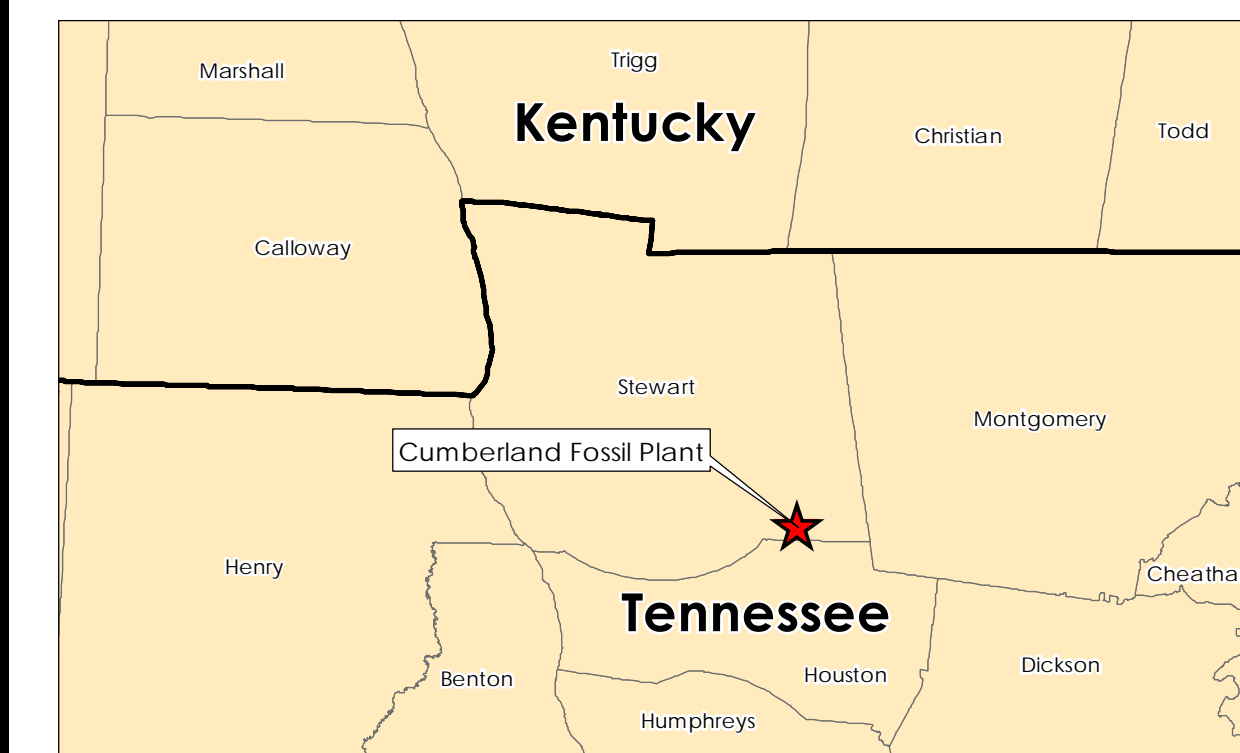 Trigg
Marshall
Kentucky
Christian
Todd
Calloway
Stewart
Montgomery
Cumberland Fossil Plant
Henry
Cheatha
Tennessee
Dickson
Houston
Benton
Humphreys